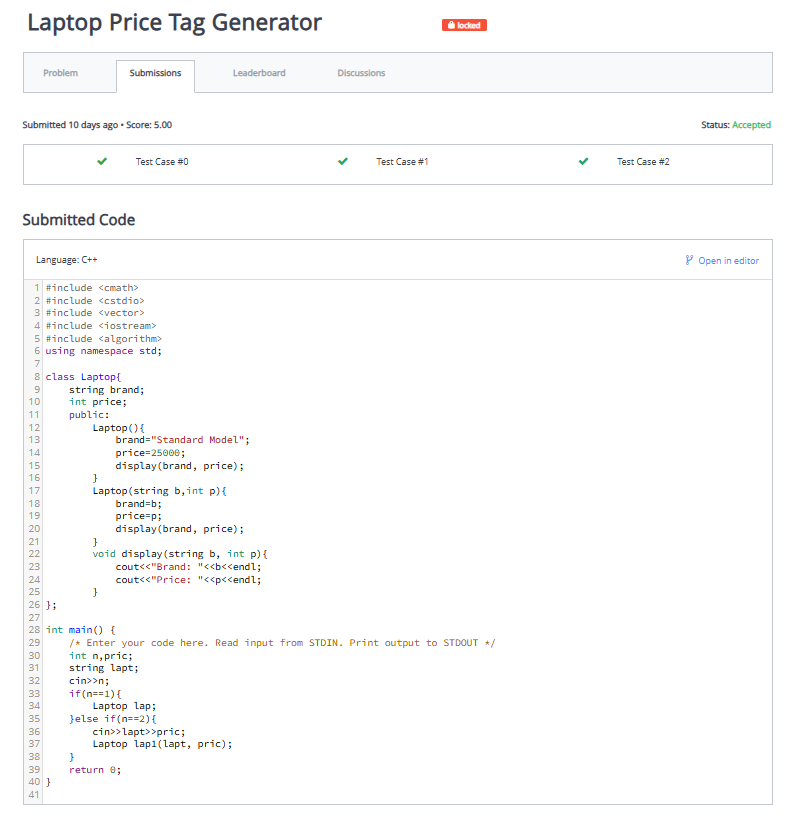 Laptop Price Tag Generator
locked
Problem
Submissions
Leaderboard
Discussions
Submitted 10 days ago • Score: 5.00
Status: Accepted
Test Case #0
Test Case #1
Test Case #2
Submitted Code
Language: C++
Open in editor
1 #include <cmath>
2 #include <cstdio>
3 #include <vector>
4 #include <iostream>
5 #include <algorithm>
6 using namespace std;
7
8 class Laptop{
9     string brand;
10     int price;
11     public:
12         Laptop(){
13             brand="Standard Model";
14             price=25000;
15             display(brand, price);
16         }
17         Laptop(string b,int p){
18             brand=b;
19             price=p;
20             display(brand, price);
21         }
22         void display(string b, int p){
23             cout<<"Brand: "<<b<<endl;
24             cout<<"Price: "<<p<<endl;
25         }
26 };
27
28 int main() {
29     /* Enter your code here. Read input from STDIN. Print output to STDOUT */
30     int n,pric;
31     string lapt;
32     cin>>n;
33     if(n==1){
34         Laptop lap;
35     }else if(n==2){
36         cin>>lapt>>pric;
37         Laptop lap1(lapt, pric);
38     }
39     return 0;
40 }
41